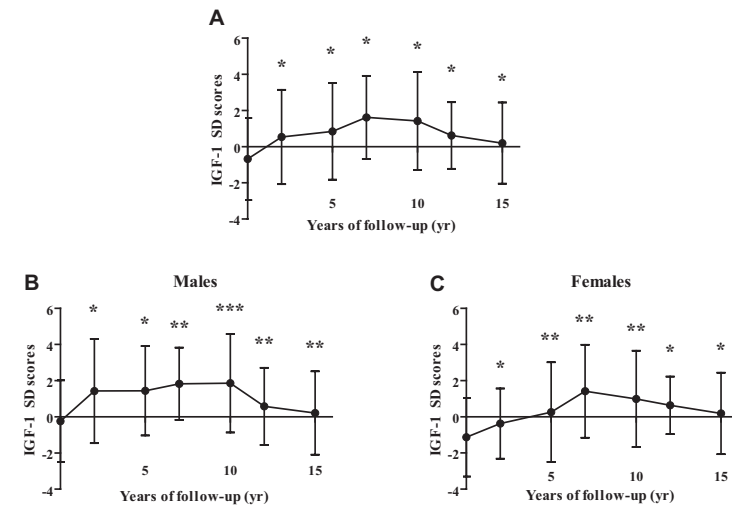 A
* * * * * *
6
4
2
0
-2
-4
IGF-1 SD scores
5 10 15
Years of follow-up (yr)
B
Males
* * ** *** ** **
6
4
2
0
-2
-4
IGF-1 SD scores
5 10 15
Years of follow-up (yr)
C
Females
* ** ** ** * *
6
4
2
0
-2
-4
IGF-1 SD scores
5 10 15
Years of follow-up (yr)